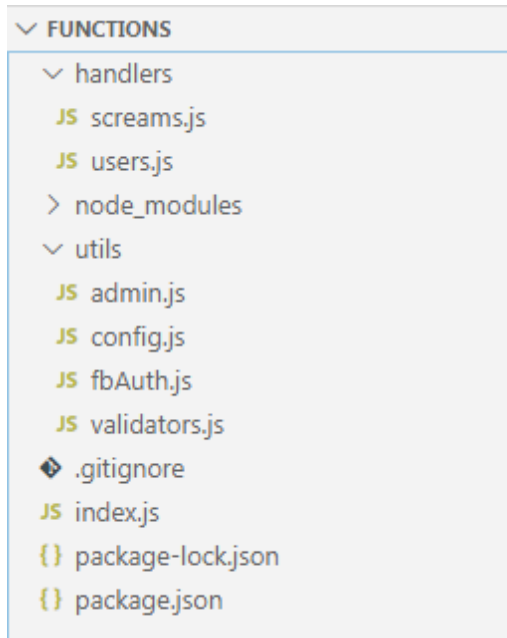 FUNCTIONS
handlers
JS screams.js
JS users.js
node_modules
utils
JS admin.js
JS config.js
JS fbAuth.js
JS validators.js
.gitignore
JS index.js
{} package-lock.json
{} package.json